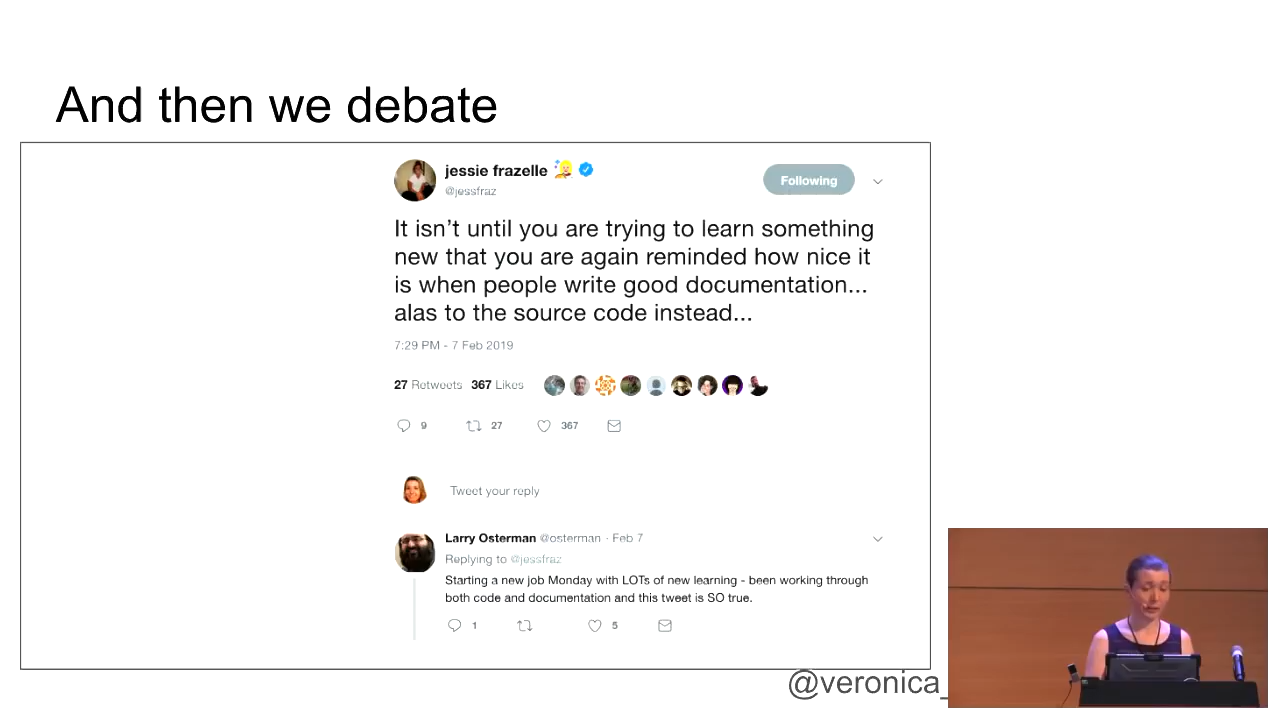 And then we debate
jessie frazelle
Following
@jessfraz
It isn't until you are trying to learn something
new that you are again reminded how nice it
is when people write good documentation...
alas to the source code instead...
7:29 PM - 7 Feb 2019
27 Retweets 367 Likes
9 27 367
Tweet your reply
Larry Osterman @osterman · Feb 7
Replying to @jessfraz
Starting a new job Monday with LOTs of new learning - been working through
both code and documentation and this tweet is SO true.
1 5
@veronica_